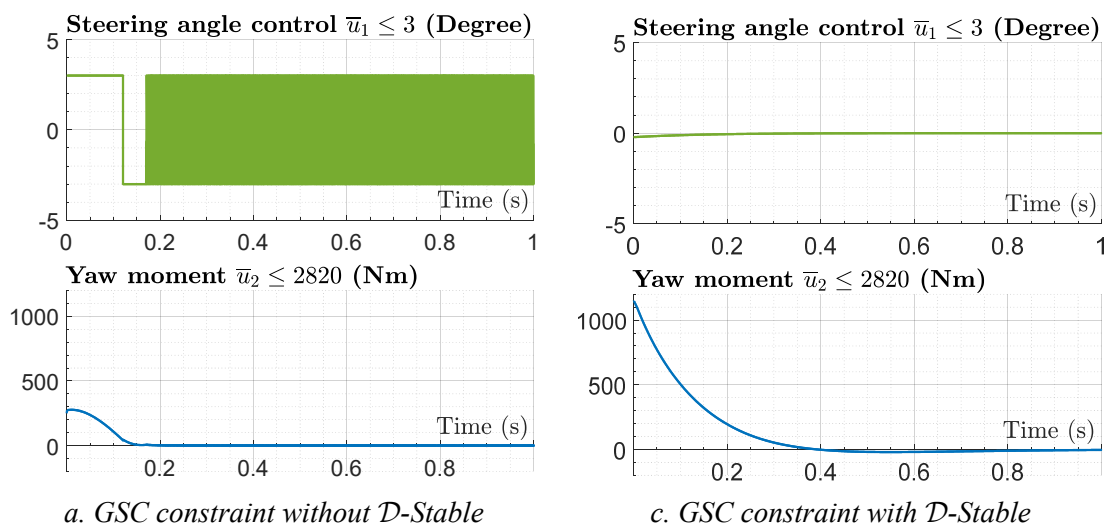 Steering angle control u̅₁ ≤ 3 (Degree)
5
0
-5
Time (s)
0 0.2 0.4 0.6 0.8 1
Yaw moment u̅₂ ≤ 2820 (Nm)
1000
500
0
Time (s)
0.2 0.4 0.6 0.8
a. GSC constraint without 𝒟-Stable
Steering angle control u̅₁ ≤ 3 (Degree)
5
0
-5
Time (s)
0 0.2 0.4 0.6 0.8 1
Yaw moment u̅₂ ≤ 2820 (Nm)
1000
500
0
Time (s)
0.2 0.4 0.6 0.8
c. GSC constraint with 𝒟-Stable